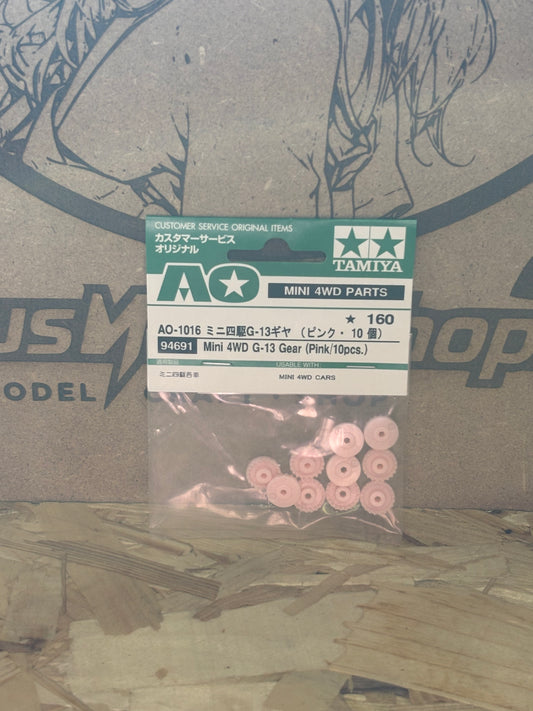 CUSTOMER SERVICE ORIGINAL ITEMS
カスタマーサービス
オリジナル
TAMIYA
AO
MINI 4WD PARTS
★ 160
AO-1016 ミニ四駆G-13ギヤ (ピンク・10個)
94691 Mini 4WD G-13 Gear (Pink/10pcs.)
適用製品 USABLE WITH
ミニ四駆各車 MINI 4WD CARS